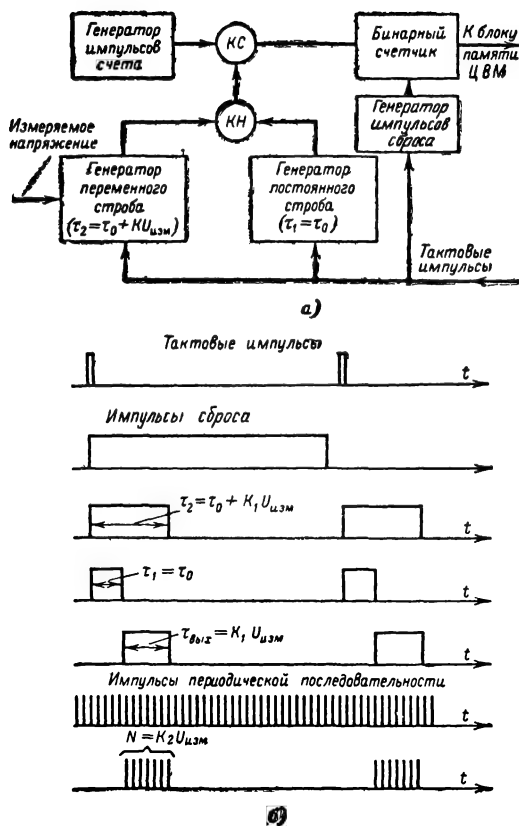 Генератор
импульсов
счета
КС
Бинарный
счетчик
К блоку
памяти
ЦВМ
КН
Генератор
импульсов
сброса
Измеряемое
напряжение
Генератор
переменного
строба
(τ₂=τ₀+KUизм)
Генератор
постоянного
строба
(τ₁=τ₀)
Тактовые
импульсы
а)
Тактовые импульсы
t
Импульсы сброса
t
τ₂=τ₀+K₁Uизм
t
τ₁=τ₀
t
τвых=K₁Uизм
t
Импульсы периодической последовательности
t
N=K₂Uизм
t
б)